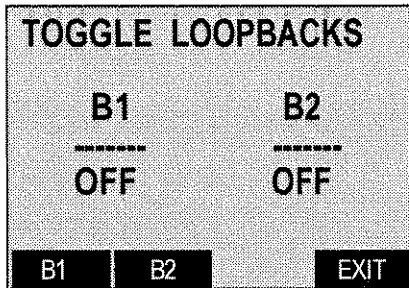 TOGGLE LOOPBACKS
B1 B2
------- -------
OFF OFF
B1 B2 EXIT